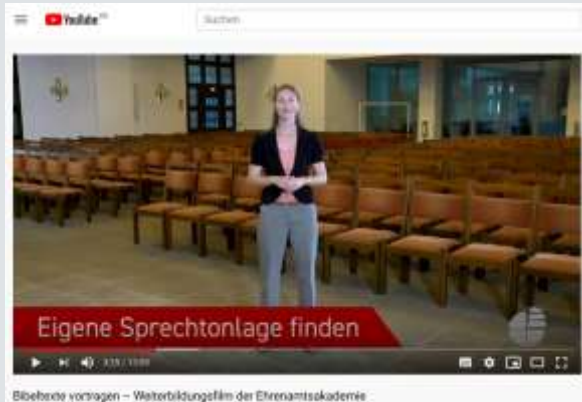 YouTube
Suchen
Eigene Sprechtonlage finden
Bibeltexte vortragen – Weiterbildungsfilm der Ehrenamtsakademie